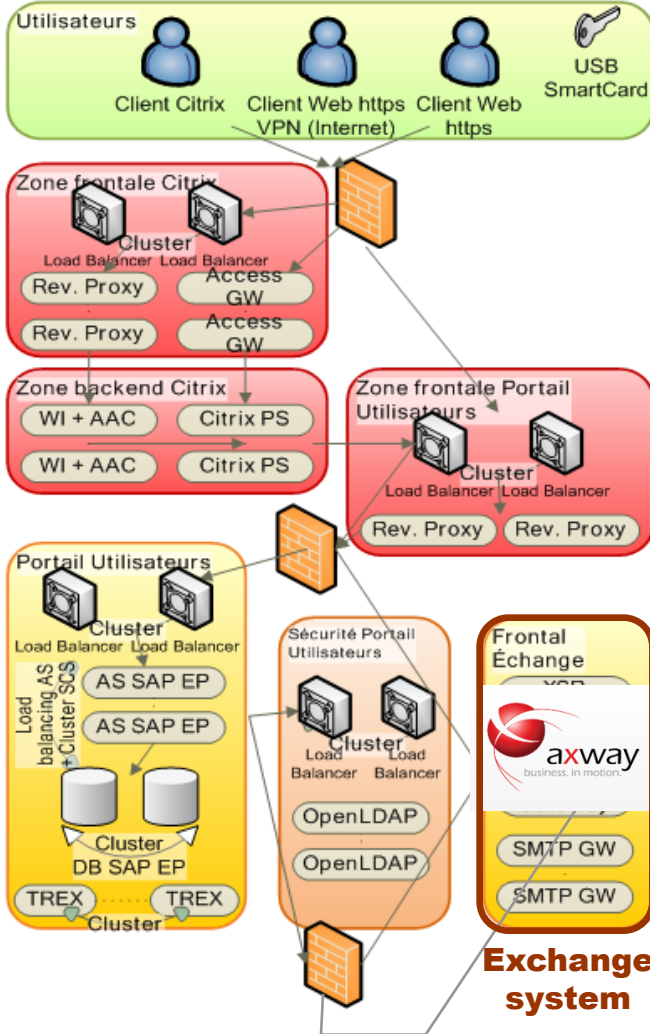 Utilisateurs
Client Citrix
Client Web https
VPN (Internet)
Client Web
https
USB
SmartCard
Zone frontale Citrix
Cluster
Load Balancer
Load Balancer
Rev. Proxy
Access
GW
Rev. Proxy
Access
GW
Zone backend Citrix
WI + AAC
Citrix PS
WI + AAC
Citrix PS
Zone frontale Portail
Utilisateurs
Cluster
Load Balancer
Load Balancer
Rev. Proxy
Rev. Proxy
Portail Utilisateurs
Cluster
Load Balancer
Load Balancer
Load
balancing AS
+ Cluster SCS
AS SAP EP
AS SAP EP
Cluster
DB SAP EP
TREX
TREX
Cluster
Sécurité Portail
Utilisateurs
Cluster
Load
Balancer
Load
Balancer
OpenLDAP
OpenLDAP
Frontal
Échange
axway
business. in motion.
SMTP GW
SMTP GW
Exchange
system